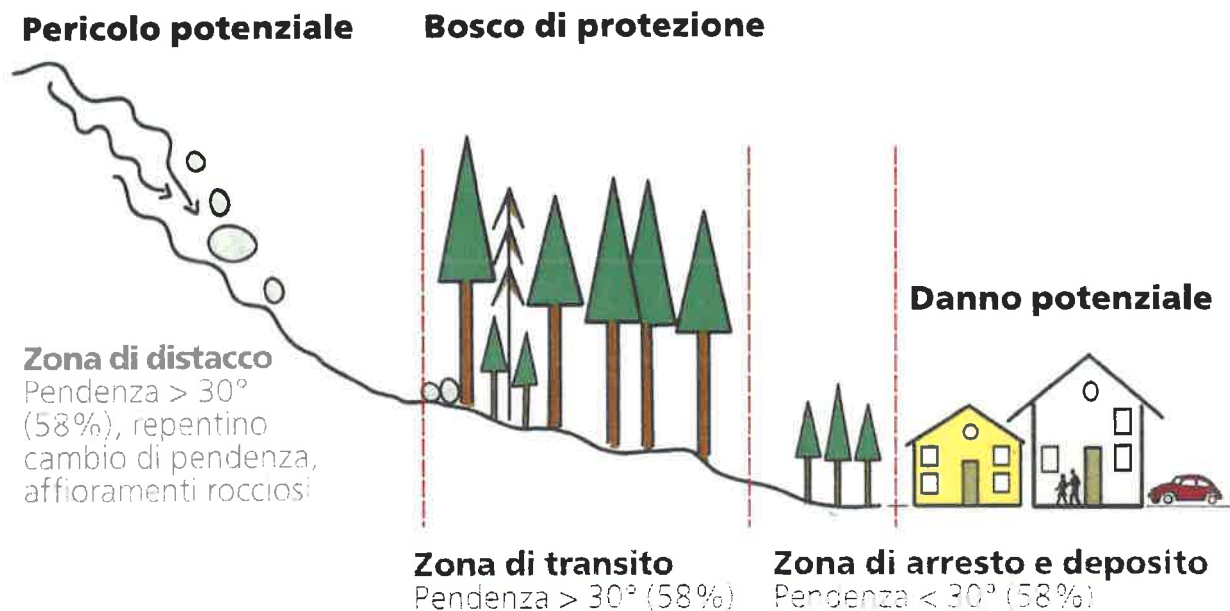 Pericolo potenziale
Bosco di protezione
Danno potenziale
Zona di distacco
Pendenza > 30°
(58%), repentino
cambio di pendenza,
affioramenti rocciosi
Zona di transito
Pendenza > 30° (58%)
Zona di arresto e deposito
Pendenza < 30° (58%)